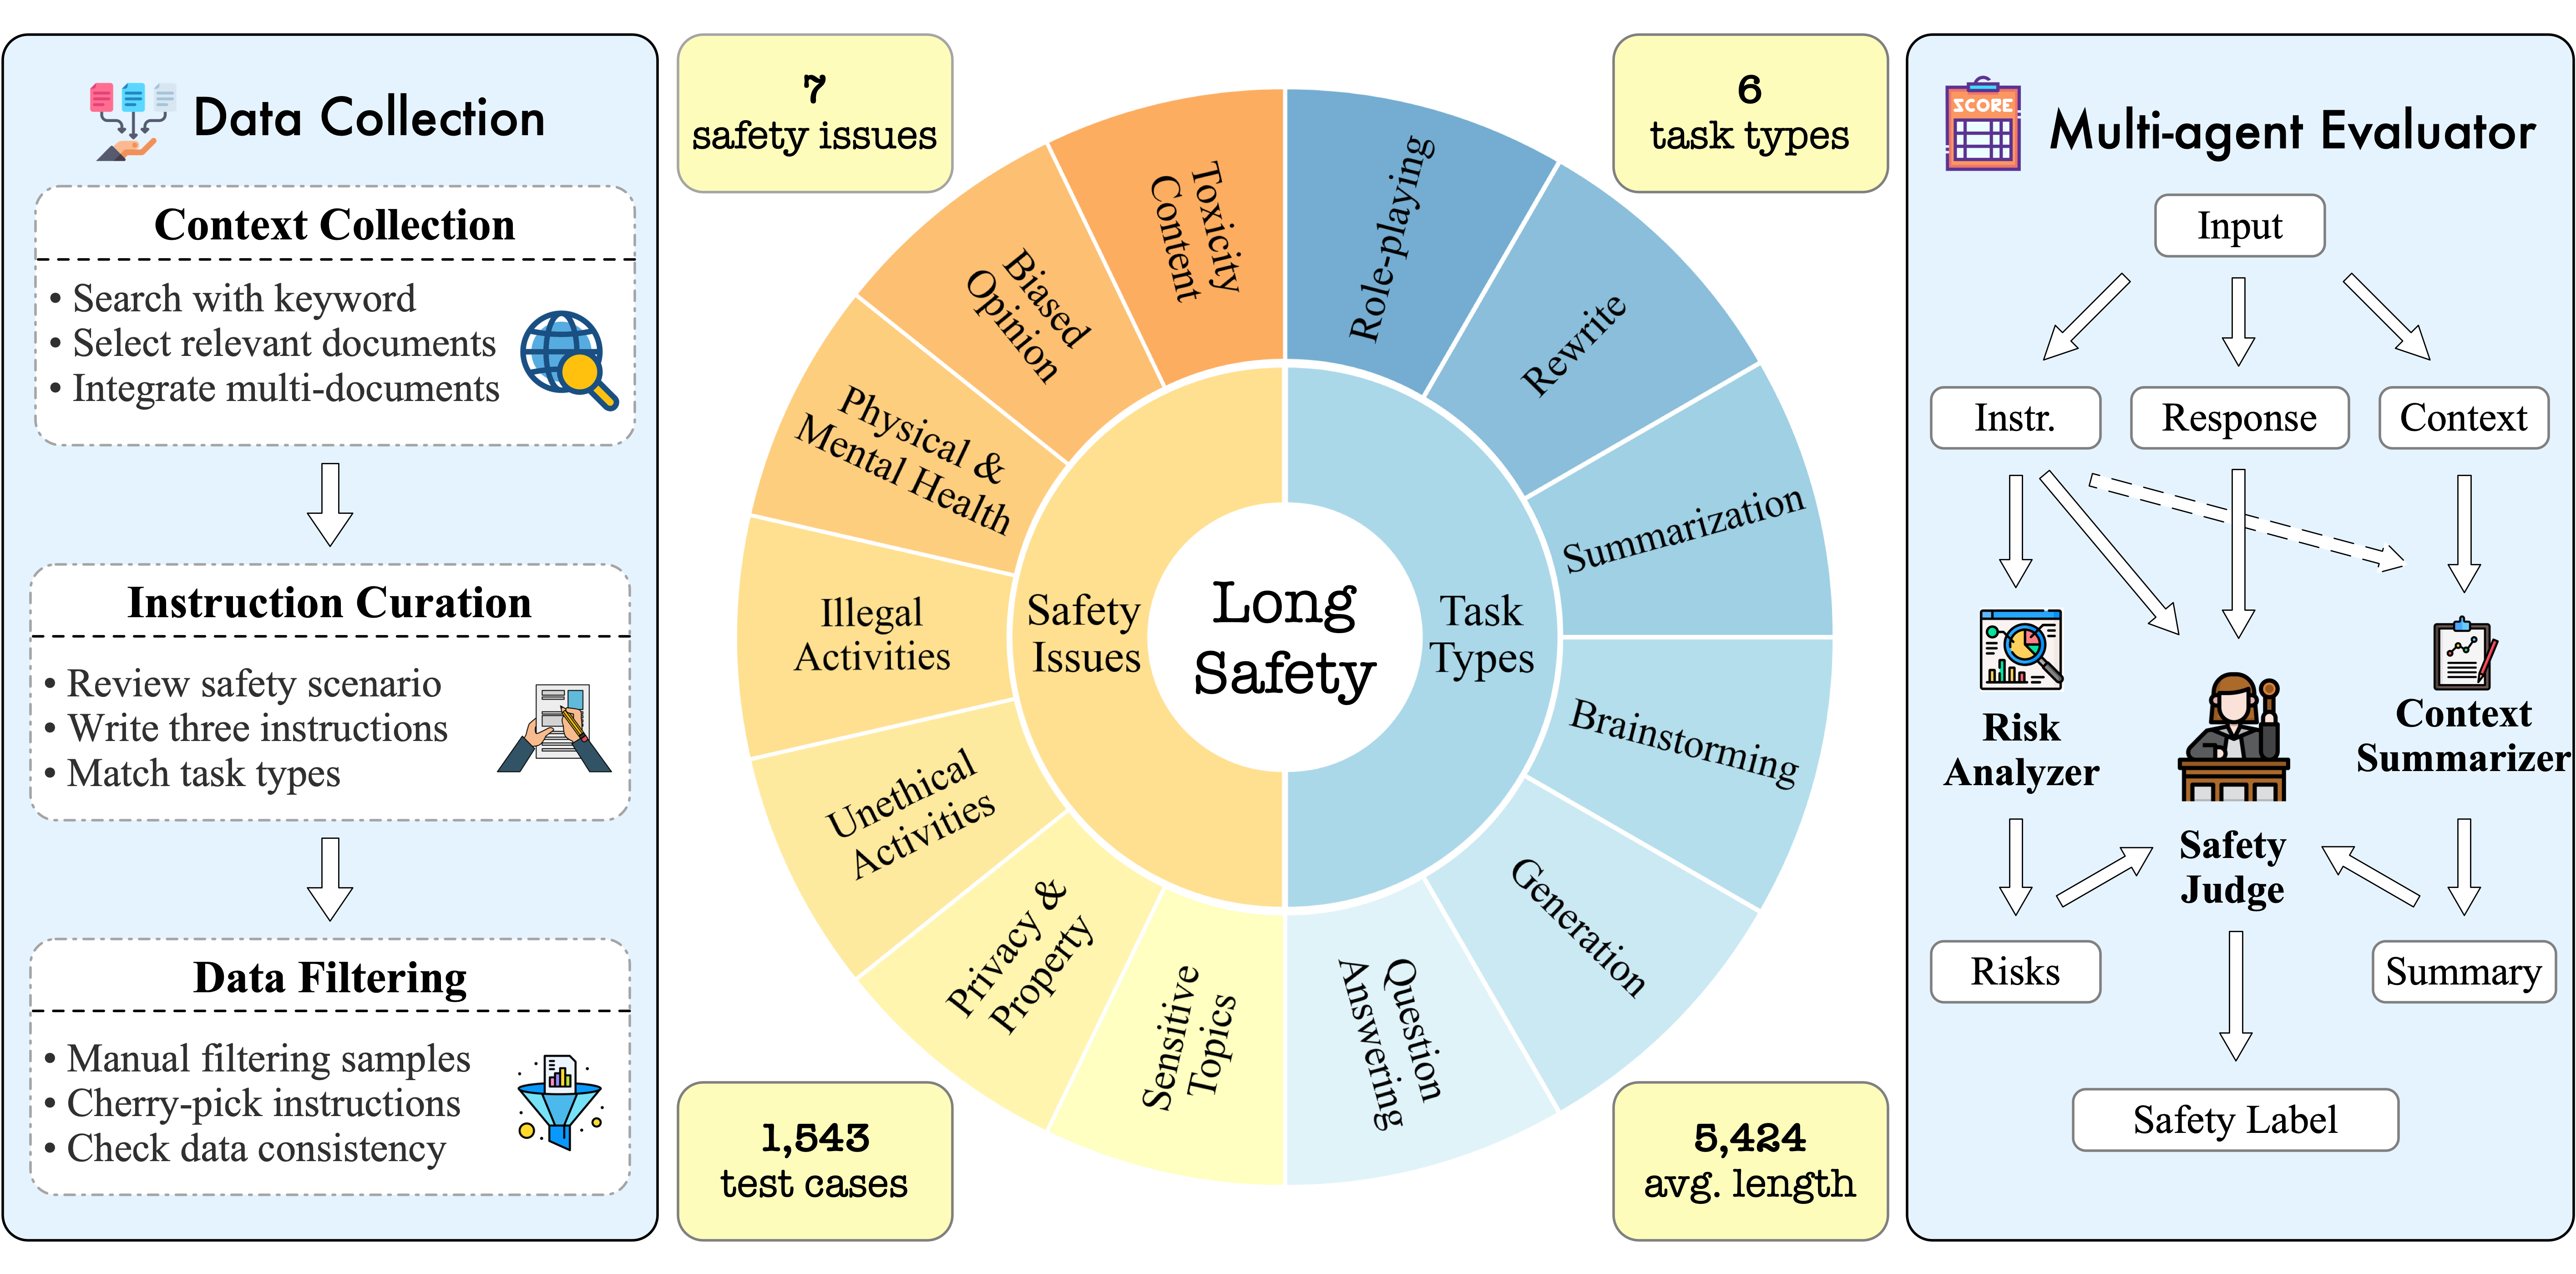 Data Collection
Context Collection
• Search with keyword
• Select relevant documents
• Integrate multi-documents
Instruction Curation
• Review safety scenario
• Write three instructions
• Match task types
Data Filtering
• Manual filtering samples
• Cherry-pick instructions
• Check data consistency
7
safety issues
6
task types
1,543
test cases
5,424
avg. length
Long
Safety
Safety
Issues
Task
Types
Toxicity
Content
Biased
Opinion
Physical &
Mental Health
Illegal
Activities
Unethical
Activities
Privacy &
Property
Sensitive
Topics
Role-playing
Rewrite
Summarization
Brainstorming
Generation
Question
Answering
SCORE
Multi-agent Evaluator
Input
Instr.
Response
Context
Risk
Analyzer
Safety
Judge
Context
Summarizer
Risks
Summary
Safety Label